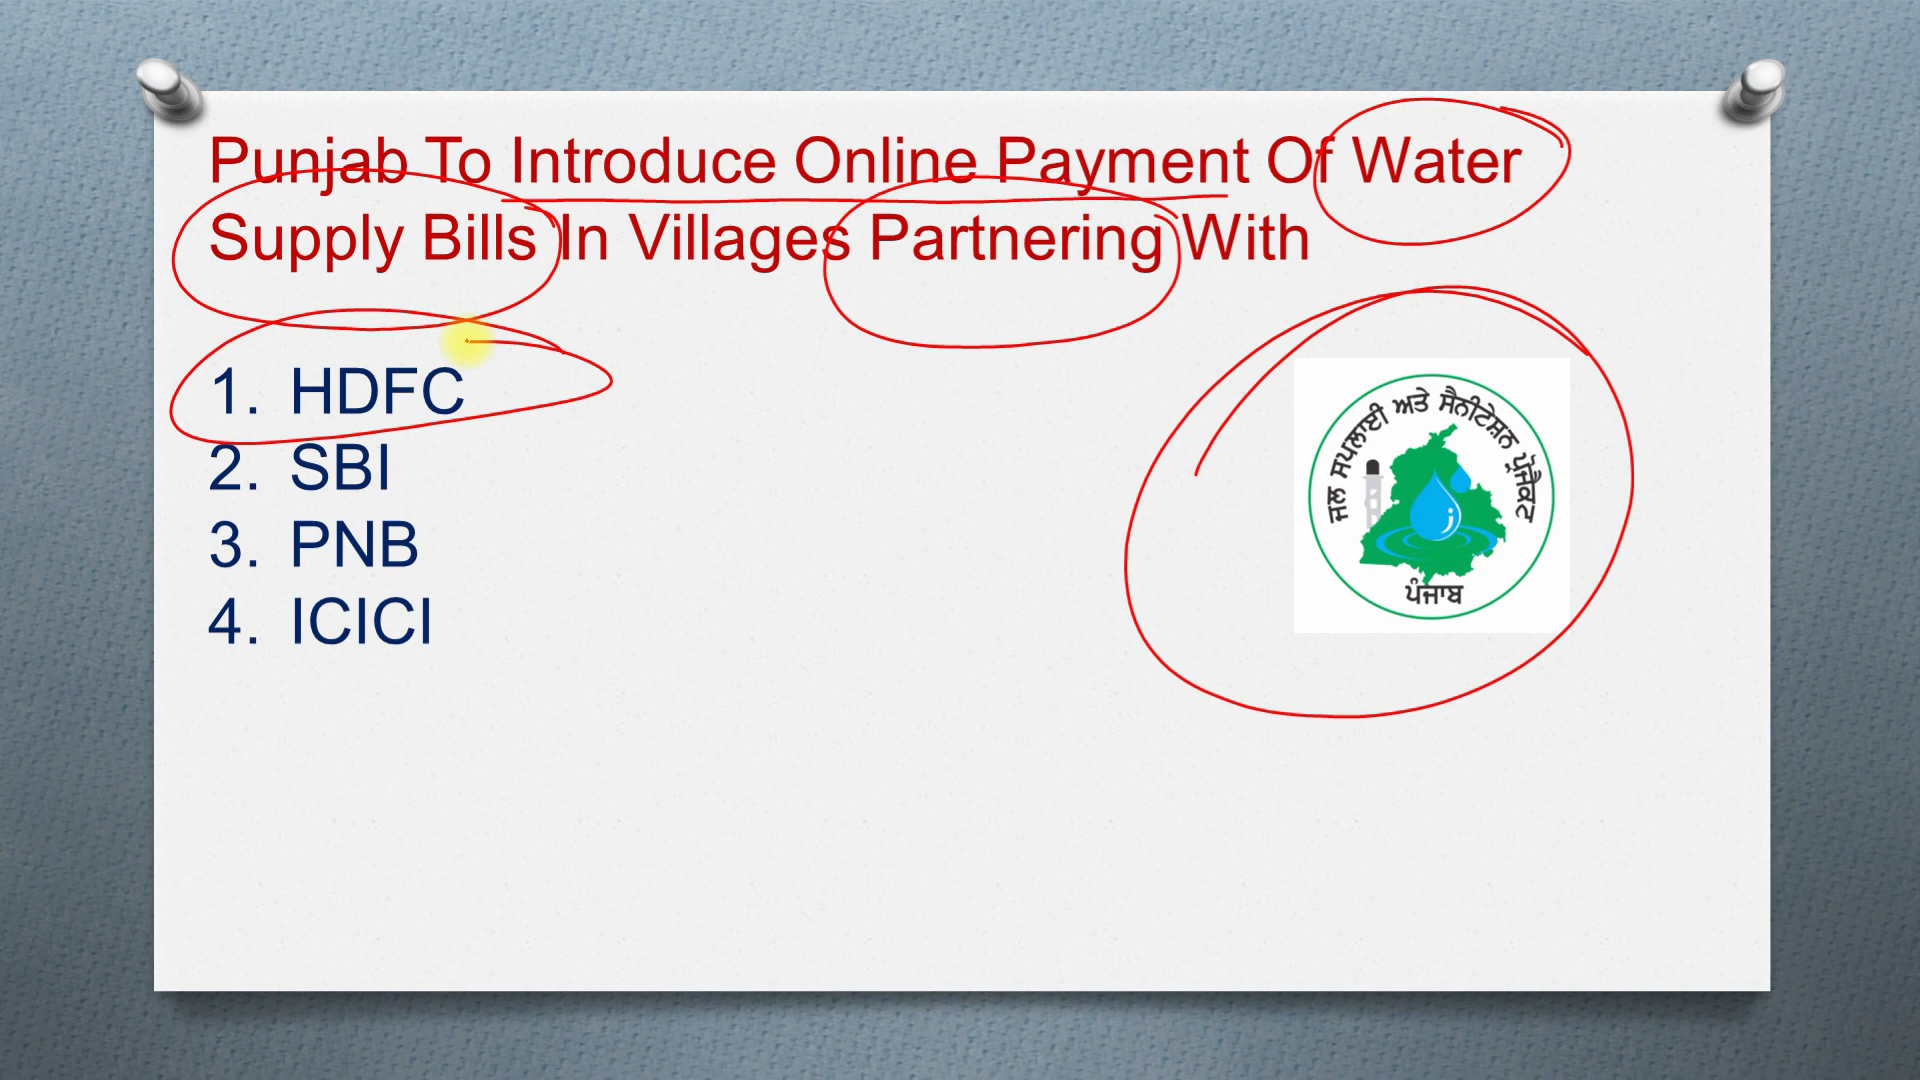 Punjab To Introduce Online Payment Of Water
Supply Bills In Villages Partnering With
1. HDFC
2. SBI
3. PNB
4. ICICI
ਜਲ ਸਪਲਾਈ ਅਤੇ ਸੈਨੀਟੇਸ਼ਨ ਪ੍ਰੋਜੈਕਟ
ਪੰਜਾਬ